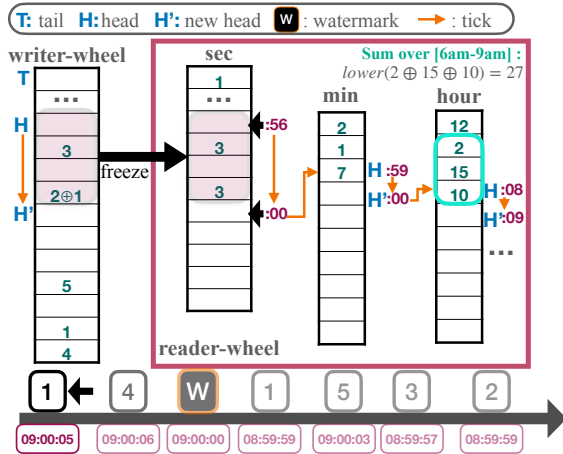 T: tail H: head H': new head W : watermark : tick
writer-wheel
T
...
H
3
2⊕1
H'
5
1
4
freeze
sec
1
...
3
3
:56
:00
Sum over [6am-9am] :
lower(2 ⊕ 15 ⊕ 10) = 27
min
2
1
7
H :59
H' :00
hour
12
2
15
10
H :08
H' :09
...
reader-wheel
1 4 W 1 5 3 2
09:00:05 09:00:06 09:00:00 08:59:59 09:00:03 08:59:57 08:59:59